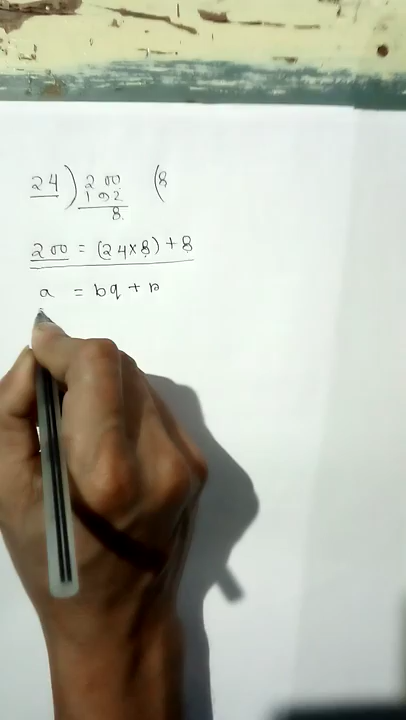 24 ) 200 ( 8
192
8
200 = (24×8) + 8
a = bq + r